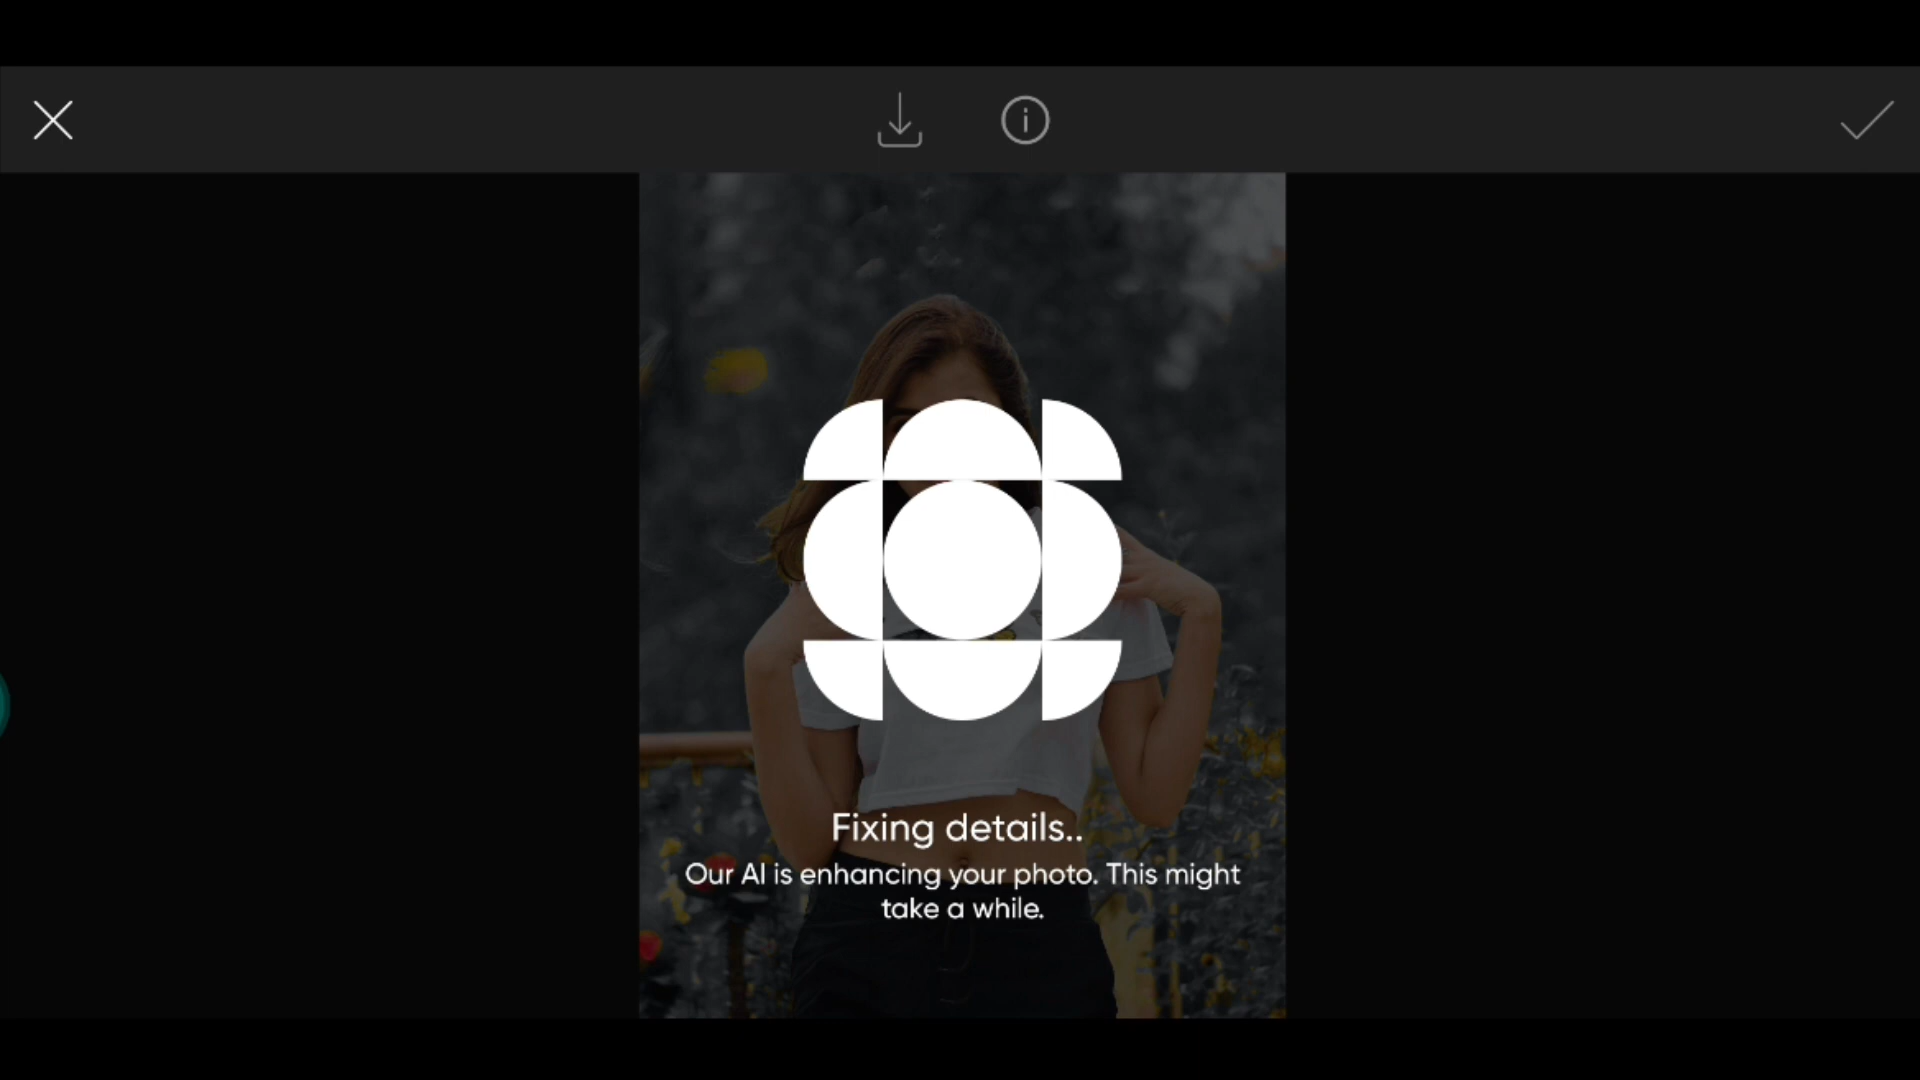 Fixing details..
Our AI is enhancing your photo. This might
take a while.